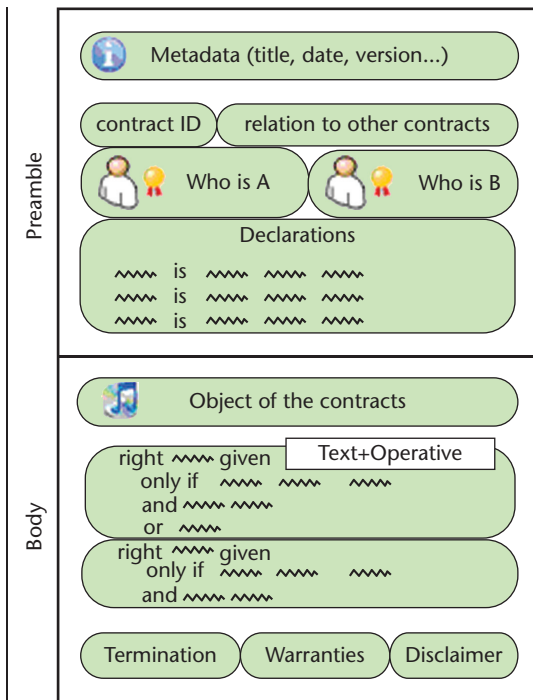 Preamble
Metadata (title, date, version...)
contract ID
relation to other contracts
Who is A
Who is B
Declarations
is
is
is
Body
Object of the contracts
Text+Operative
right given
only if
and
or
right given
only if
and
Termination
Warranties
Disclaimer